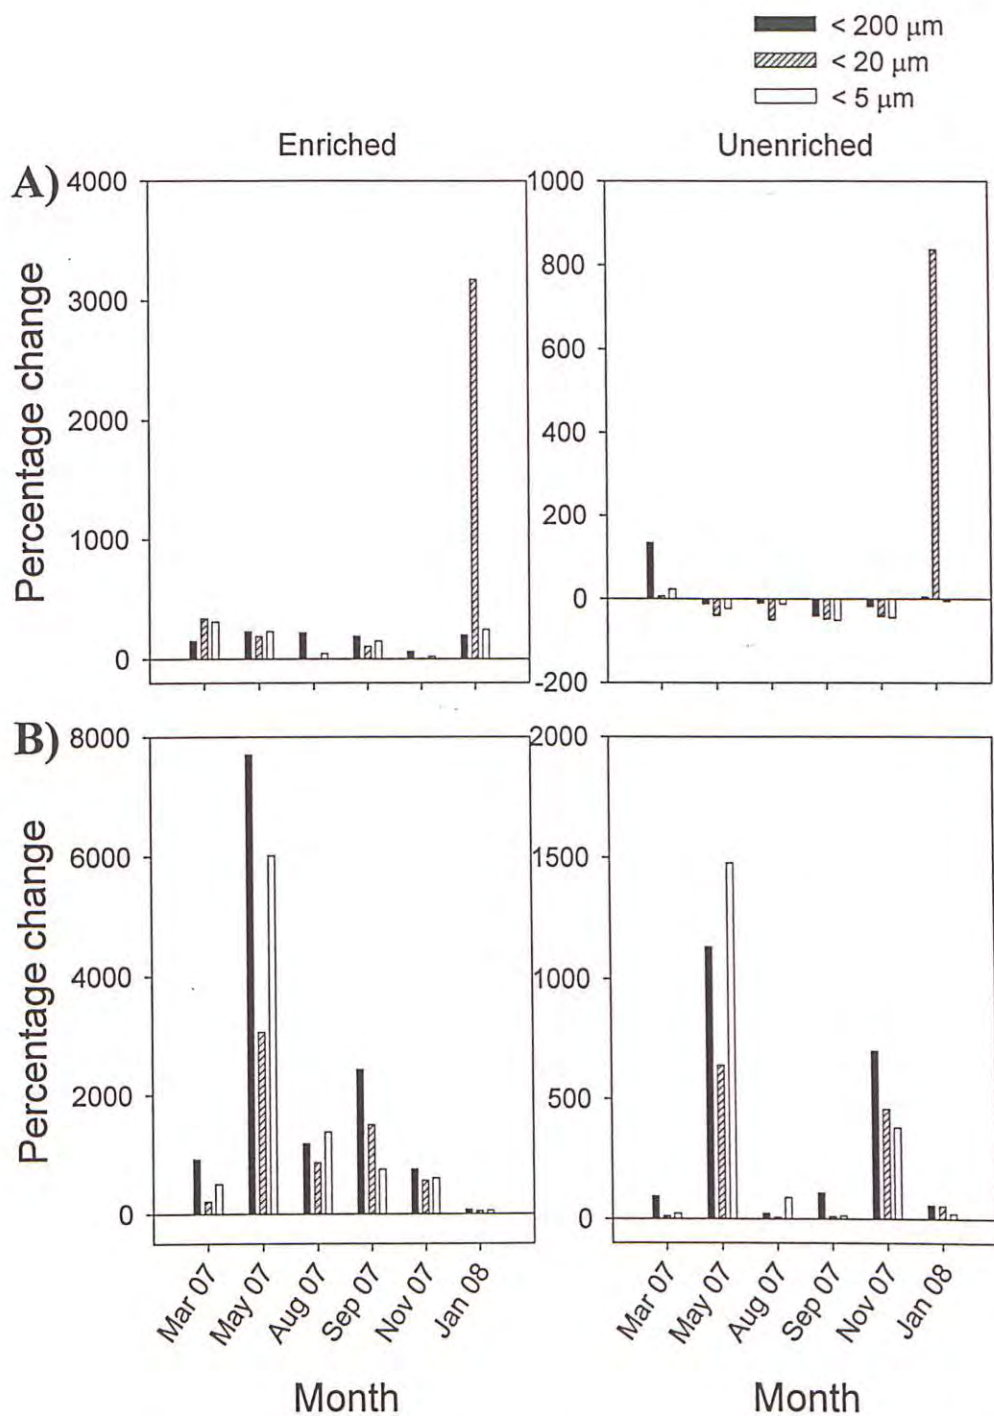 < 200 μm
< 20 μm
< 5 μm
Enriched
Unenriched
A)
Percentage change
4000
3000
2000
1000
0
1000
800
600
400
200
0
-200
B)
Percentage change
8000
6000
4000
2000
0
2000
1500
1000
500
0
Mar 07
May 07
Aug 07
Sep 07
Nov 07
Jan 08
Mar 07
May 07
Aug 07
Sep 07
Nov 07
Jan 08
Month
Month